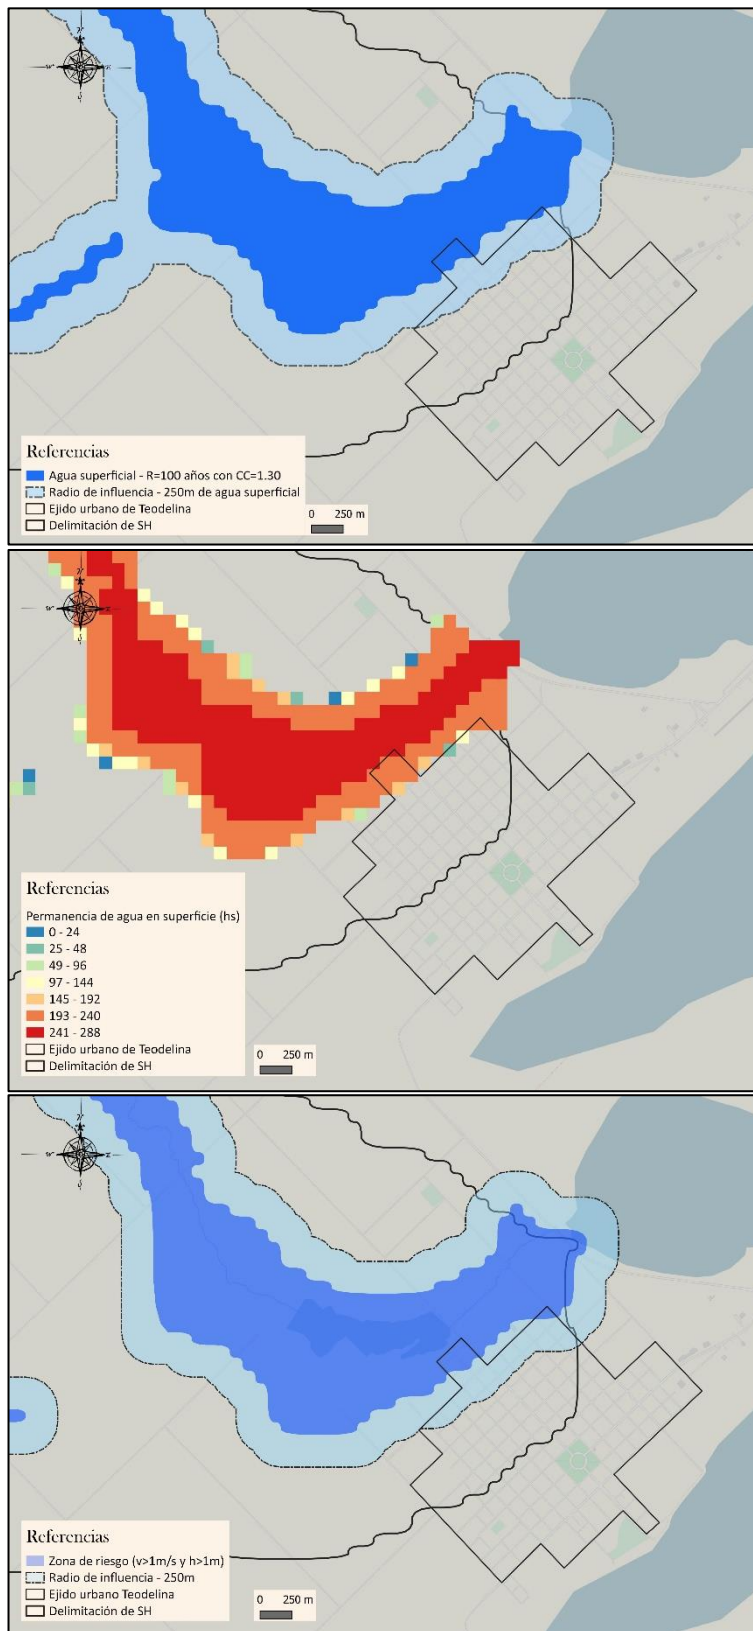 Referencias
Agua superficial - R=100 años con CC=1.30
Radio de influencia - 250m de agua superficial
Ejido urbano de Teodelina
Delimitación de SH
0 250 m
Referencias
Permanencia de agua en superficie (hs)
0 - 24
25 - 48
49 - 96
97 - 144
145 - 192
193 - 240
241 - 288
Ejido urbano de Teodelina
Delimitación de SH
0 250 m
Referencias
Zona de riesgo (v>1m/s y h>1m)
Radio de influencia - 250m
Ejido urbano Teodelina
Delimitación de SH
0 250 m